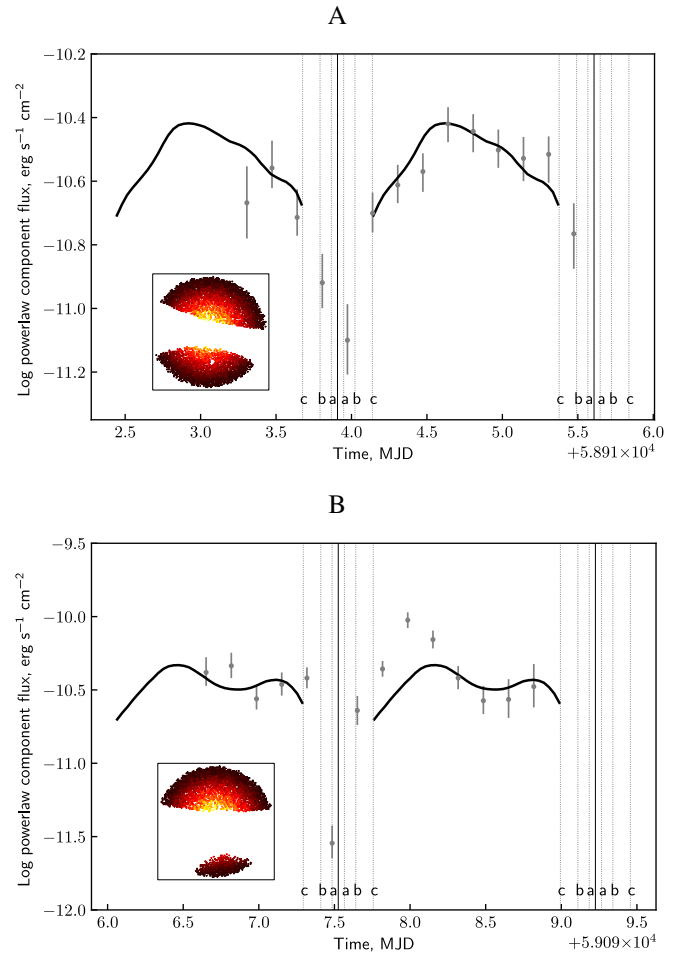 A
Log powerlaw component flux, erg s⁻¹ cm⁻²
−10.2
−10.4
−10.6
−10.8
−11.0
−11.2
c b a a b c c b a a b c
2.5 3.0 3.5 4.0 4.5 5.0 5.5 6.0
Time, MJD
+5.891×10⁴
B
Log powerlaw component flux, erg s⁻¹ cm⁻²
−9.5
−10.0
−10.5
−11.0
−11.5
−12.0
c b a a b c c b a a b c
6.0 6.5 7.0 7.5 8.0 8.5 9.0 9.5
Time, MJD
+5.909×10⁴